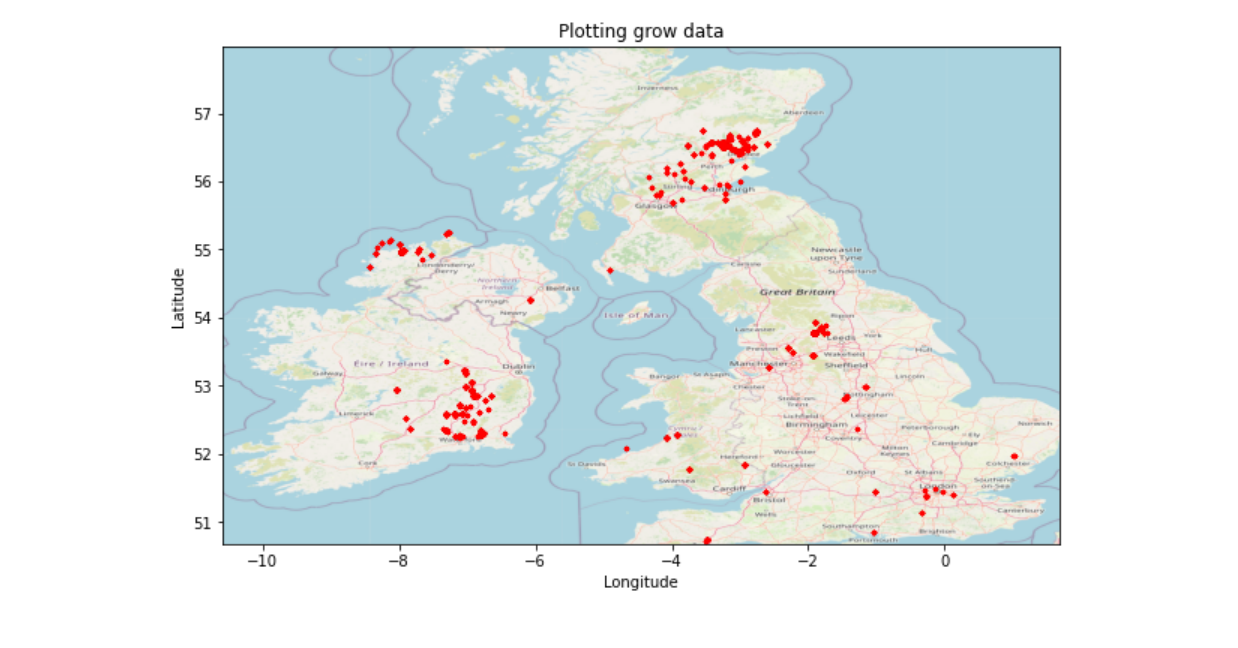 Plotting grow data
57
56
55
54
53
52
51
Latitude
Inverness
Aberdeen
Perth
Stirling
Edinburgh
Glasgow
Londonderry/
Derry
Northern
Ireland
Belfast
Armagh
Newry
Carlisle
Newcastle
upon Tyne
Sunderland
Great Britain
Isle of Man
Ripon
Lancaster
Preston
Leeds
York
Hull
Wakefield
Manchester
Sheffield
Éire / Ireland
Dublin
Galway
Bangor
St Asaph
Chester
Lincoln
Nottingham
Stoke-on-
Trent
Limerick
Lichfield
Leicester
Birmingham
Peterborough
Norwich
Coventry
Ely
Cambridge
Milton
Keynes
Cork
St Davids
Hereford
Worcester
Gloucester
Colchester
Oxford
St Albans
Swansea
Cardiff
London
Southend
-on-Sea
Bristol
Wells
Canterbury
Southampton
Brighton
Portsmouth
−10
−8
−6
−4
−2
0
Longitude